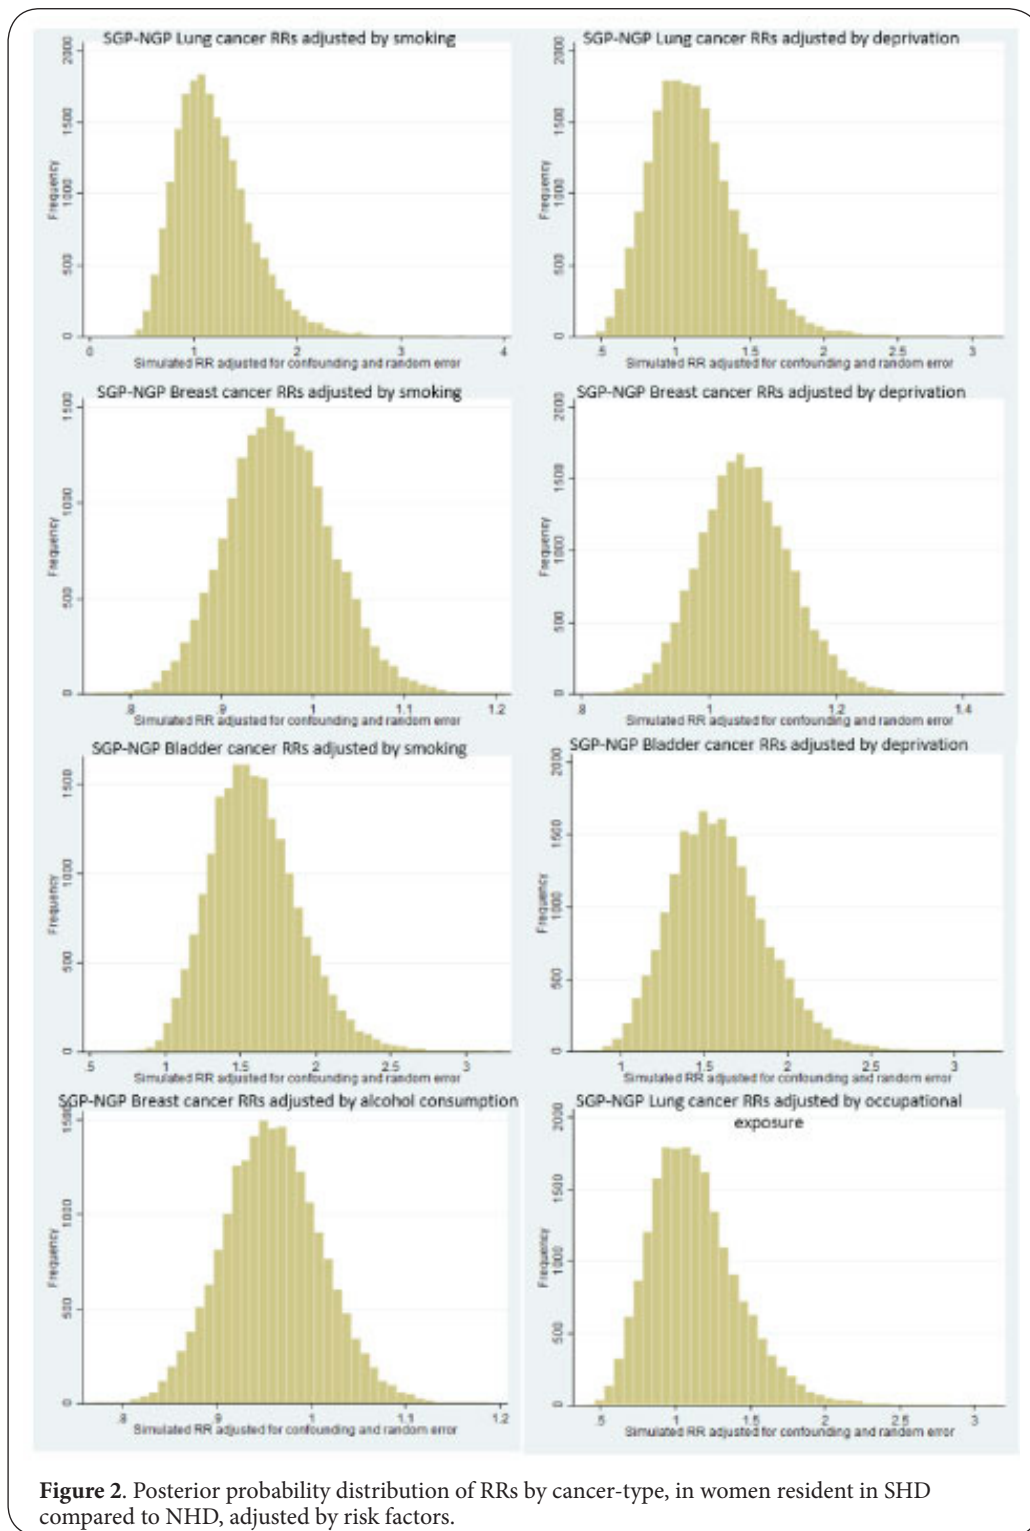 SGP-NGP Lung cancer RRs adjusted by smoking
Frequency
0 500 1000 1500 2000
0 1 2 3 4
Simulated RR adjusted for confounding and random error
SGP-NGP Lung cancer RRs adjusted by deprivation
Frequency
0 500 1000 1500 2000
.5 1 1.5 2 2.5 3
Simulated RR adjusted for confounding and random error
SGP-NGP Breast cancer RRs adjusted by smoking
Frequency
0 500 1000 1500
.8 .9 1 1.1 1.2
Simulated RR adjusted for confounding and random error
SGP-NGP Breast cancer RRs adjusted by deprivation
Frequency
0 500 1000 1500 2000
.8 1 1.2 1.4
Simulated RR adjusted for confounding and random error
SGP-NGP Bladder cancer RRs adjusted by smoking
Frequency
0 500 1000 1500
.5 1 1.5 2 2.5 3
Simulated RR adjusted for confounding and random error
SGP-NGP Bladder cancer RRs adjusted by deprivation
Frequency
0 500 1000 1500 2000
1 1.5 2 2.5 3
Simulated RR adjusted for confounding and random error
SGP-NGP Breast cancer RRs adjusted by alcohol consumption
Frequency
0 500 1000 1500
.8 .9 1 1.1 1.2
Simulated RR adjusted for confounding and random error
SGP-NGP Lung cancer RRs adjusted by occupational
exposure
Frequency
0 500 1000 1500 2000
.5 1 1.5 2 2.5 3
Simulated RR adjusted for confounding and random error
Figure 2. Posterior probability distribution of RRs by cancer-type, in women resident in SHD
compared to NHD, adjusted by risk factors.